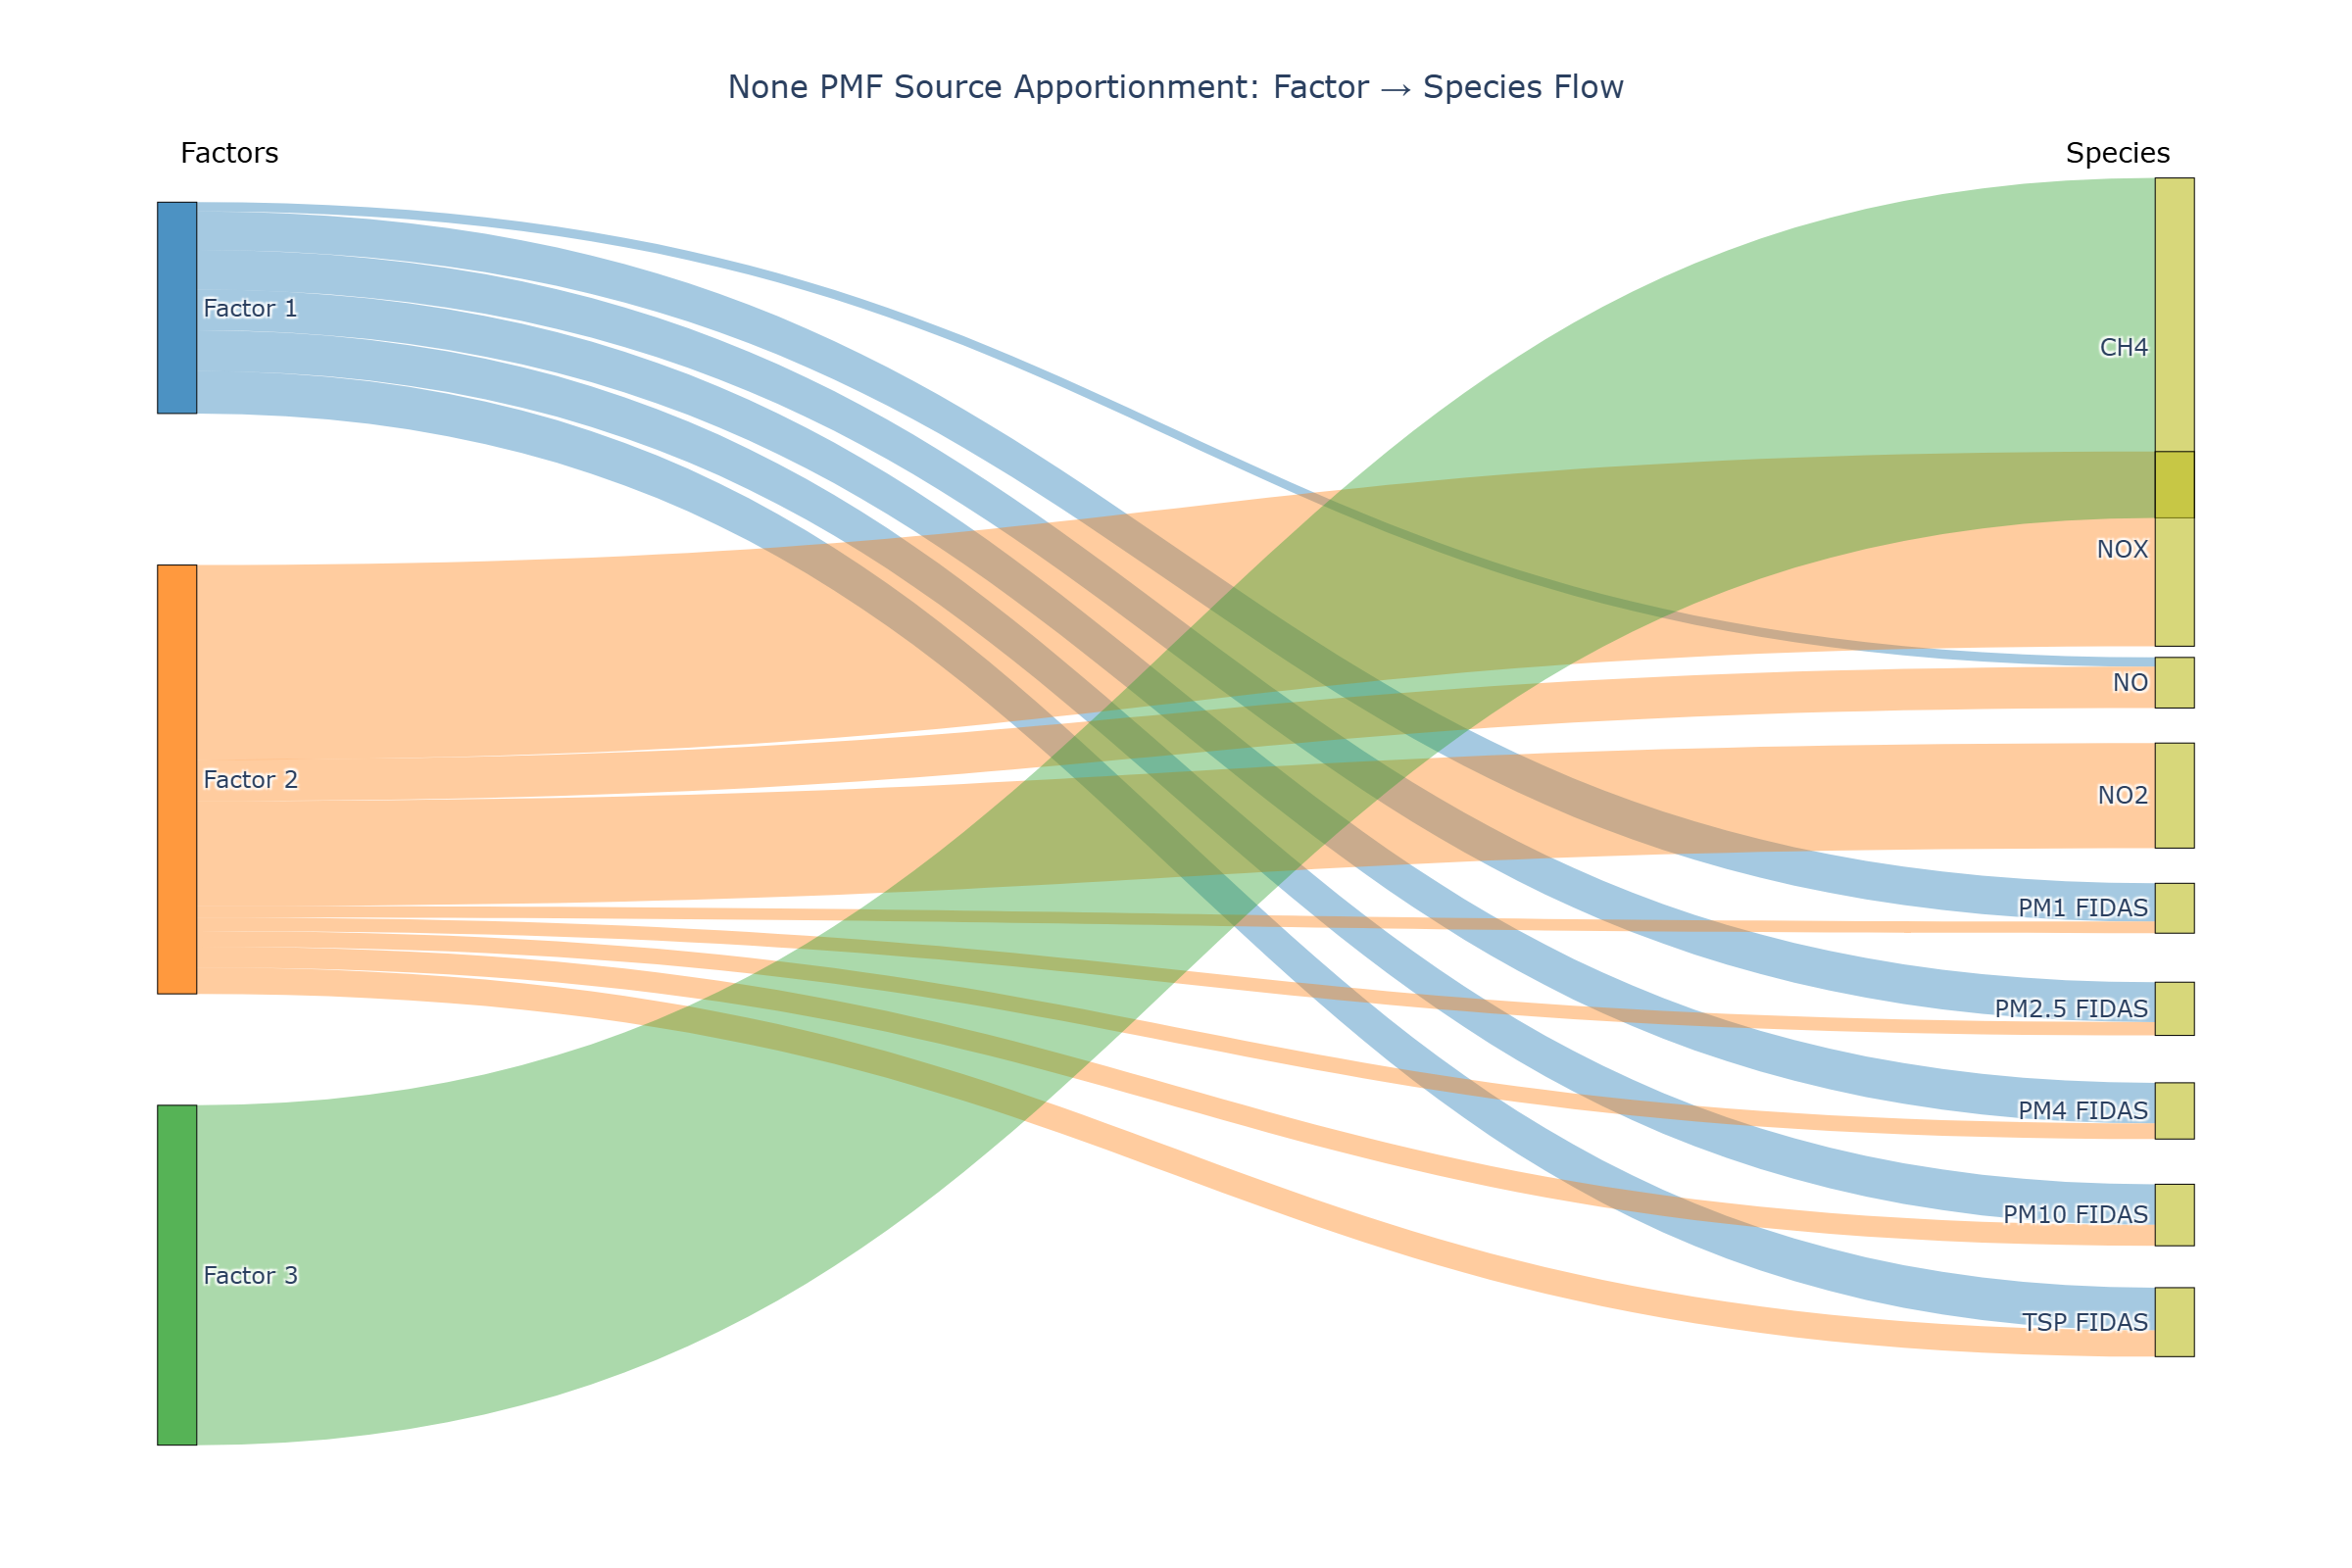 None PMF Source Apportionment: Factor → Species Flow
Factors
Species
Factor 1
Factor 2
Factor 3
CH4
NOX
NO
NO2
PM1 FIDAS
PM2.5 FIDAS
PM4 FIDAS
PM10 FIDAS
TSP FIDAS